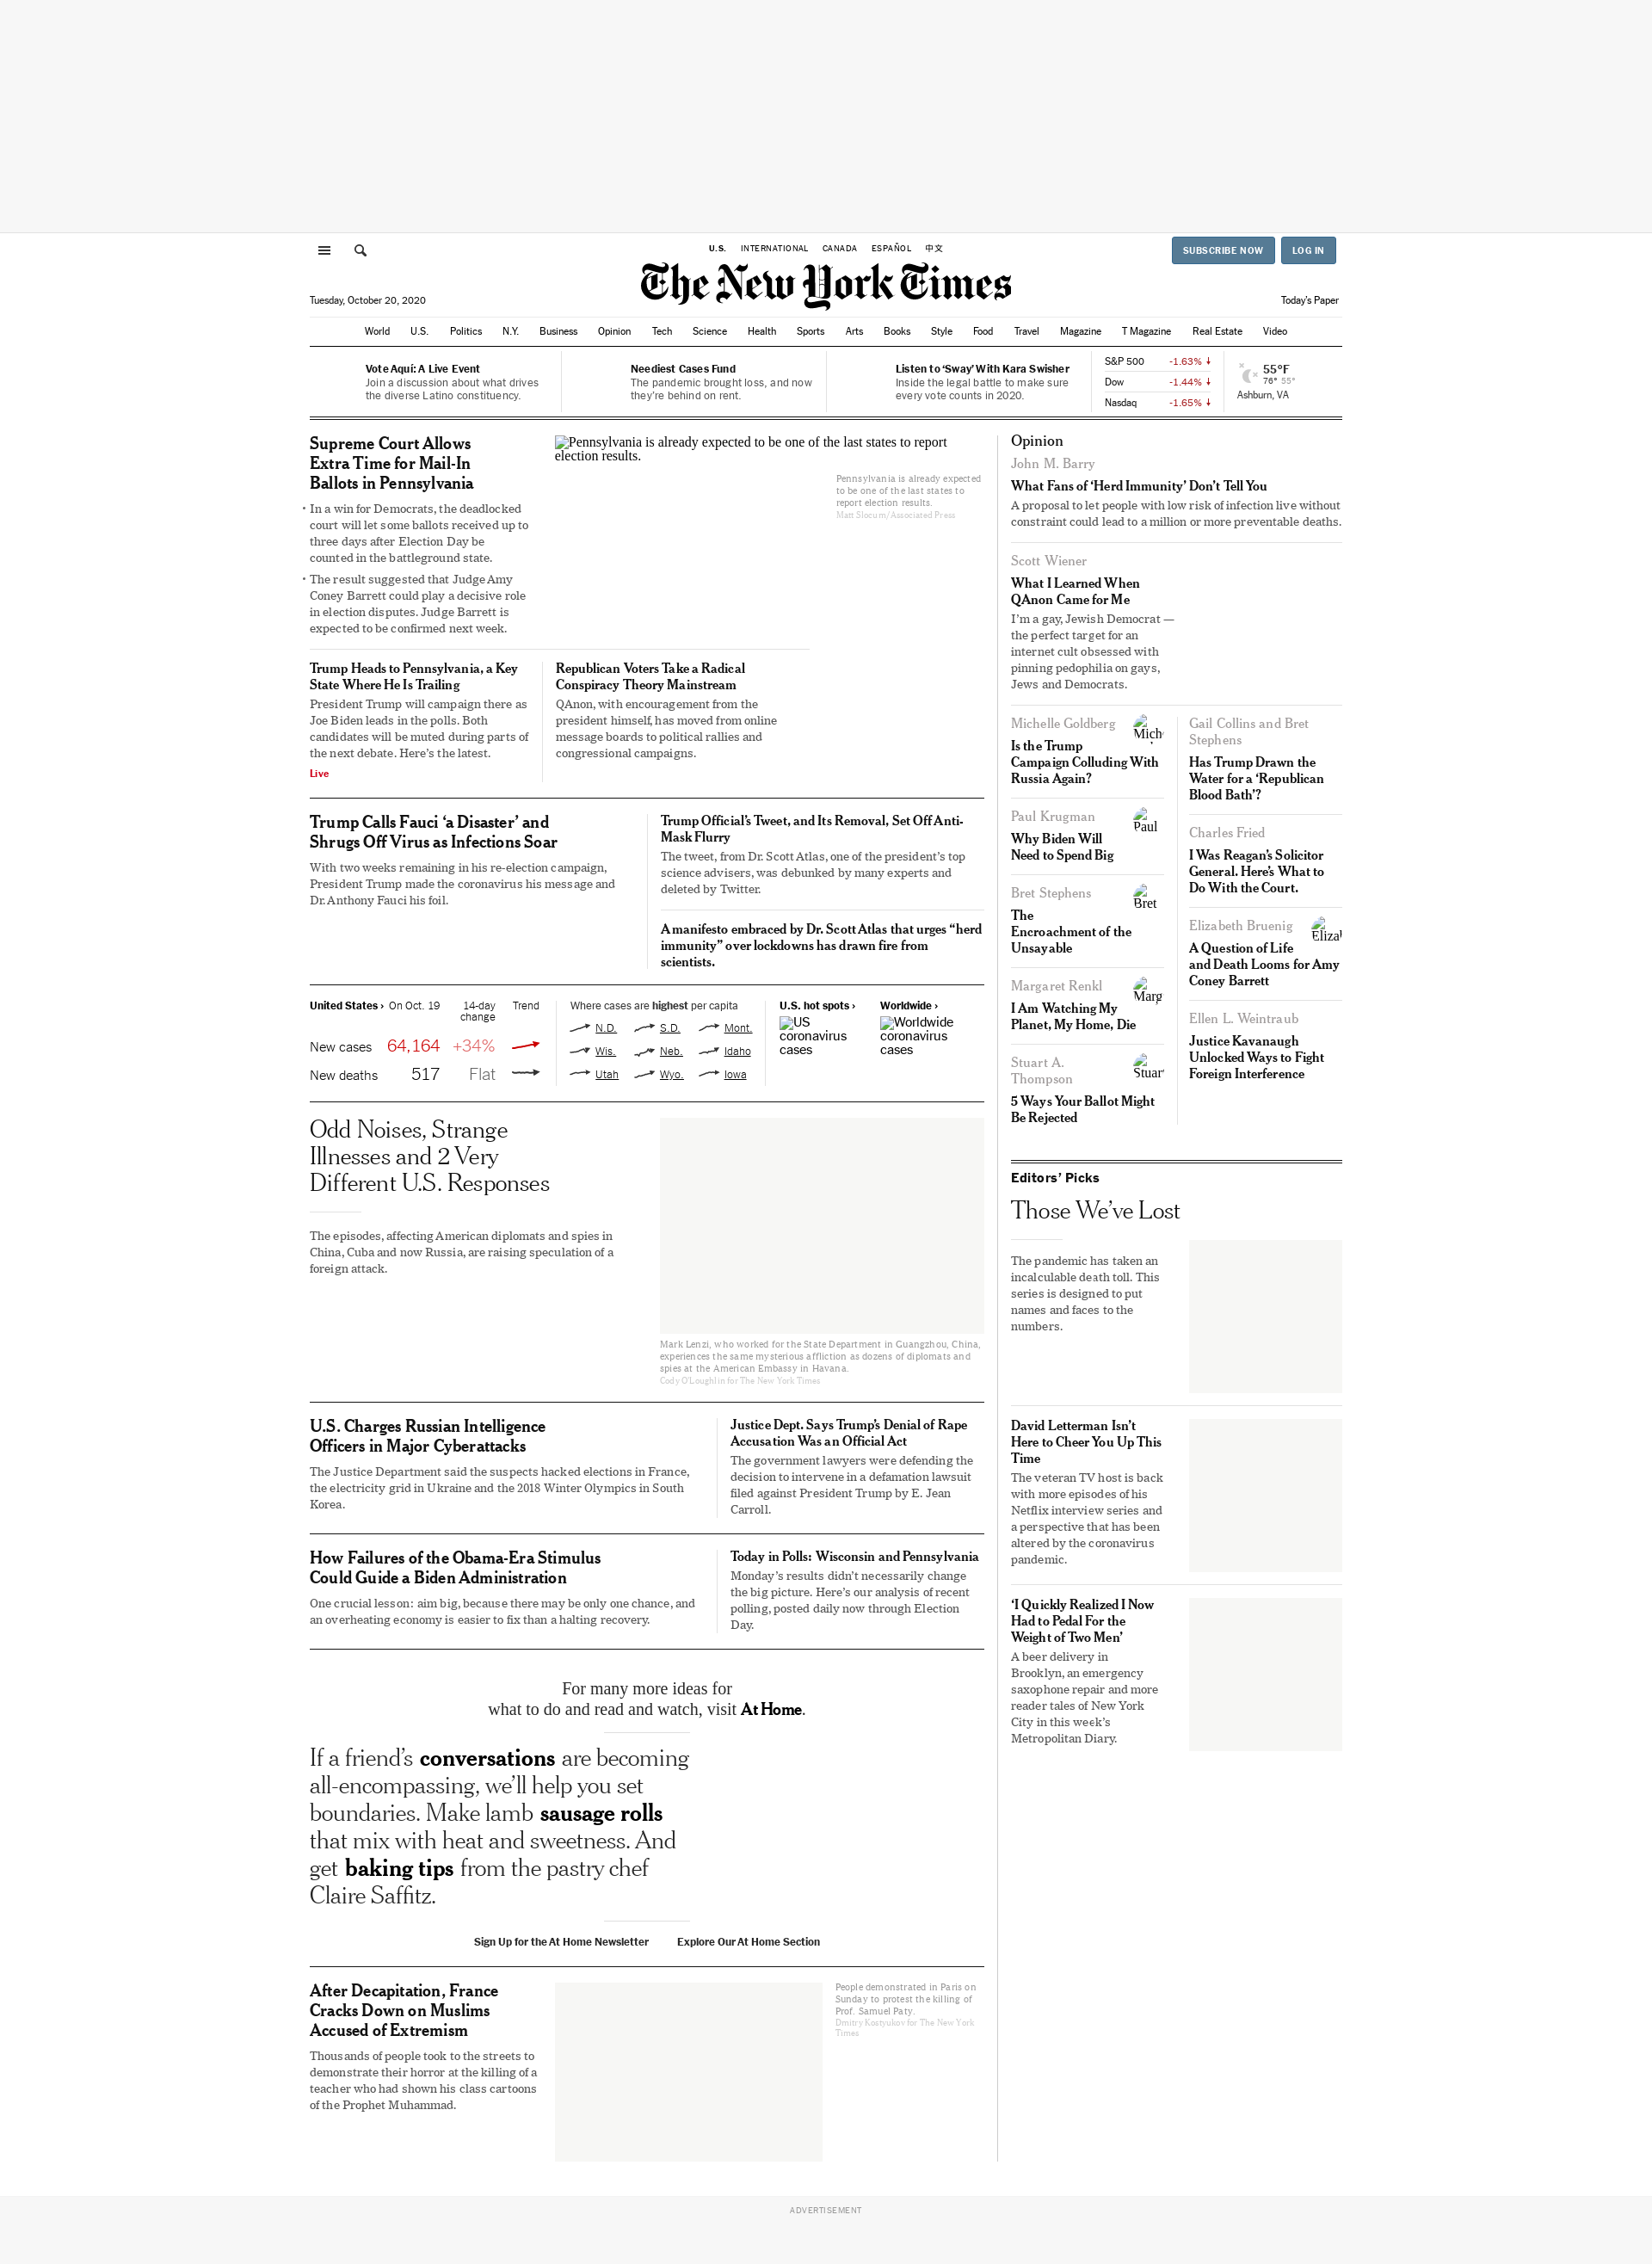 U.S. INTERNATIONAL CANADA ESPAÑOL 中文
SUBSCRIBE NOW LOG IN
The New York Times
Tuesday, October 20, 2020
Today's Paper
World U.S. Politics N.Y. Business Opinion Tech Science Health Sports Arts Books Style Food Travel Magazine T Magazine Real Estate Video
Vote Aquí: A Live Event
Join a discussion about what drives
the diverse Latino constituency.
Neediest Cases Fund
The pandemic brought loss, and now
they're behind on rent.
Listen to 'Sway' With Kara Swisher
Inside the legal battle to make sure
every vote counts in 2020.
S&P 500 -1.63% ↓
Dow -1.44% ↓
Nasdaq -1.65% ↓
55°F
76° 55°
Ashburn, VA
Supreme Court Allows
Extra Time for Mail-In
Ballots in Pennsylvania
• In a win for Democrats, the deadlocked
court will let some ballots received up to
three days after Election Day be
counted in the battleground state.
• The result suggested that Judge Amy
Coney Barrett could play a decisive role
in election disputes. Judge Barrett is
expected to be confirmed next week.
Pennsylvania is already expected to be one of the last states to report
election results.
Pennsylvania is already expected
to be one of the last states to
report election results.
Matt Slocum/Associated Press
Trump Heads to Pennsylvania, a Key
State Where He Is Trailing
President Trump will campaign there as
Joe Biden leads in the polls. Both
candidates will be muted during parts of
the next debate. Here's the latest.
Live
Republican Voters Take a Radical
Conspiracy Theory Mainstream
QAnon, with encouragement from the
president himself, has moved from online
message boards to political rallies and
congressional campaigns.
Trump Calls Fauci 'a Disaster' and
Shrugs Off Virus as Infections Soar
With two weeks remaining in his re-election campaign,
President Trump made the coronavirus his message and
Dr. Anthony Fauci his foil.
Trump Official's Tweet, and Its Removal, Set Off Anti-
Mask Flurry
The tweet, from Dr. Scott Atlas, one of the president's top
science advisers, was debunked by many experts and
deleted by Twitter.
A manifesto embraced by Dr. Scott Atlas that urges "herd
immunity" over lockdowns has drawn fire from
scientists.
United States › On Oct. 19 14-day Trend
change
New cases 64,164 +34%
New deaths 517 Flat
Where cases are highest per capita
N.D. S.D. Mont.
Wis. Neb. Idaho
Utah Wyo. Iowa
U.S. hot spots ›
US
coronavirus
cases
Worldwide ›
Worldwide
coronavirus
cases
Odd Noises, Strange
Illnesses and 2 Very
Different U.S. Responses
The episodes, affecting American diplomats and spies in
China, Cuba and now Russia, are raising speculation of a
foreign attack.
Mark Lenzi, who worked for the State Department in Guangzhou, China,
experiences the same mysterious affliction as dozens of diplomats and
spies at the American Embassy in Havana.
Cody O'Loughlin for The New York Times
U.S. Charges Russian Intelligence
Officers in Major Cyberattacks
The Justice Department said the suspects hacked elections in France,
the electricity grid in Ukraine and the 2018 Winter Olympics in South
Korea.
Justice Dept. Says Trump's Denial of Rape
Accusation Was an Official Act
The government lawyers were defending the
decision to intervene in a defamation lawsuit
filed against President Trump by E. Jean
Carroll.
How Failures of the Obama-Era Stimulus
Could Guide a Biden Administration
One crucial lesson: aim big, because there may be only one chance, and
an overheating economy is easier to fix than a halting recovery.
Today in Polls: Wisconsin and Pennsylvania
Monday's results didn't necessarily change
the big picture. Here's our analysis of recent
polling, posted daily now through Election
Day.
For many more ideas for
what to do and read and watch, visit At Home.
If a friend's conversations are becoming
all-encompassing, we'll help you set
boundaries. Make lamb sausage rolls
that mix with heat and sweetness. And
get baking tips from the pastry chef
Claire Saffitz.
Sign Up for the At Home Newsletter Explore Our At Home Section
After Decapitation, France
Cracks Down on Muslims
Accused of Extremism
Thousands of people took to the streets to
demonstrate their horror at the killing of a
teacher who had shown his class cartoons
of the Prophet Muhammad.
People demonstrated in Paris on
Sunday to protest the killing of
Prof. Samuel Paty.
Dmitry Kostyukov for The New York
Times
Opinion
John M. Barry
What Fans of 'Herd Immunity' Don't Tell You
A proposal to let people with low risk of infection live without
constraint could lead to a million or more preventable deaths.
Scott Wiener
What I Learned When
QAnon Came for Me
I'm a gay, Jewish Democrat —
the perfect target for an
internet cult obsessed with
pinning pedophilia on gays,
Jews and Democrats.
Michelle Goldberg
Mich
Is the Trump
Campaign Colluding With
Russia Again?
Paul Krugman
Paul
Why Biden Will
Need to Spend Big
Bret Stephens
Bret
The
Encroachment of the
Unsayable
Margaret Renkl
Marg
I Am Watching My
Planet, My Home, Die
Stuart A.
Thompson
Stuart
5 Ways Your Ballot Might
Be Rejected
Gail Collins and Bret
Stephens
Has Trump Drawn the
Water for a 'Republican
Blood Bath'?
Charles Fried
I Was Reagan's Solicitor
General. Here's What to
Do With the Court.
Elizabeth Bruenig
Elizab
A Question of Life
and Death Looms for Amy
Coney Barrett
Ellen L. Weintraub
Justice Kavanaugh
Unlocked Ways to Fight
Foreign Interference
Editors' Picks
Those We've Lost
The pandemic has taken an
incalculable death toll. This
series is designed to put
names and faces to the
numbers.
David Letterman Isn't
Here to Cheer You Up This
Time
The veteran TV host is back
with more episodes of his
Netflix interview series and
a perspective that has been
altered by the coronavirus
pandemic.
'I Quickly Realized I Now
Had to Pedal For the
Weight of Two Men'
A beer delivery in
Brooklyn, an emergency
saxophone repair and more
reader tales of New York
City in this week's
Metropolitan Diary.
ADVERTISEMENT